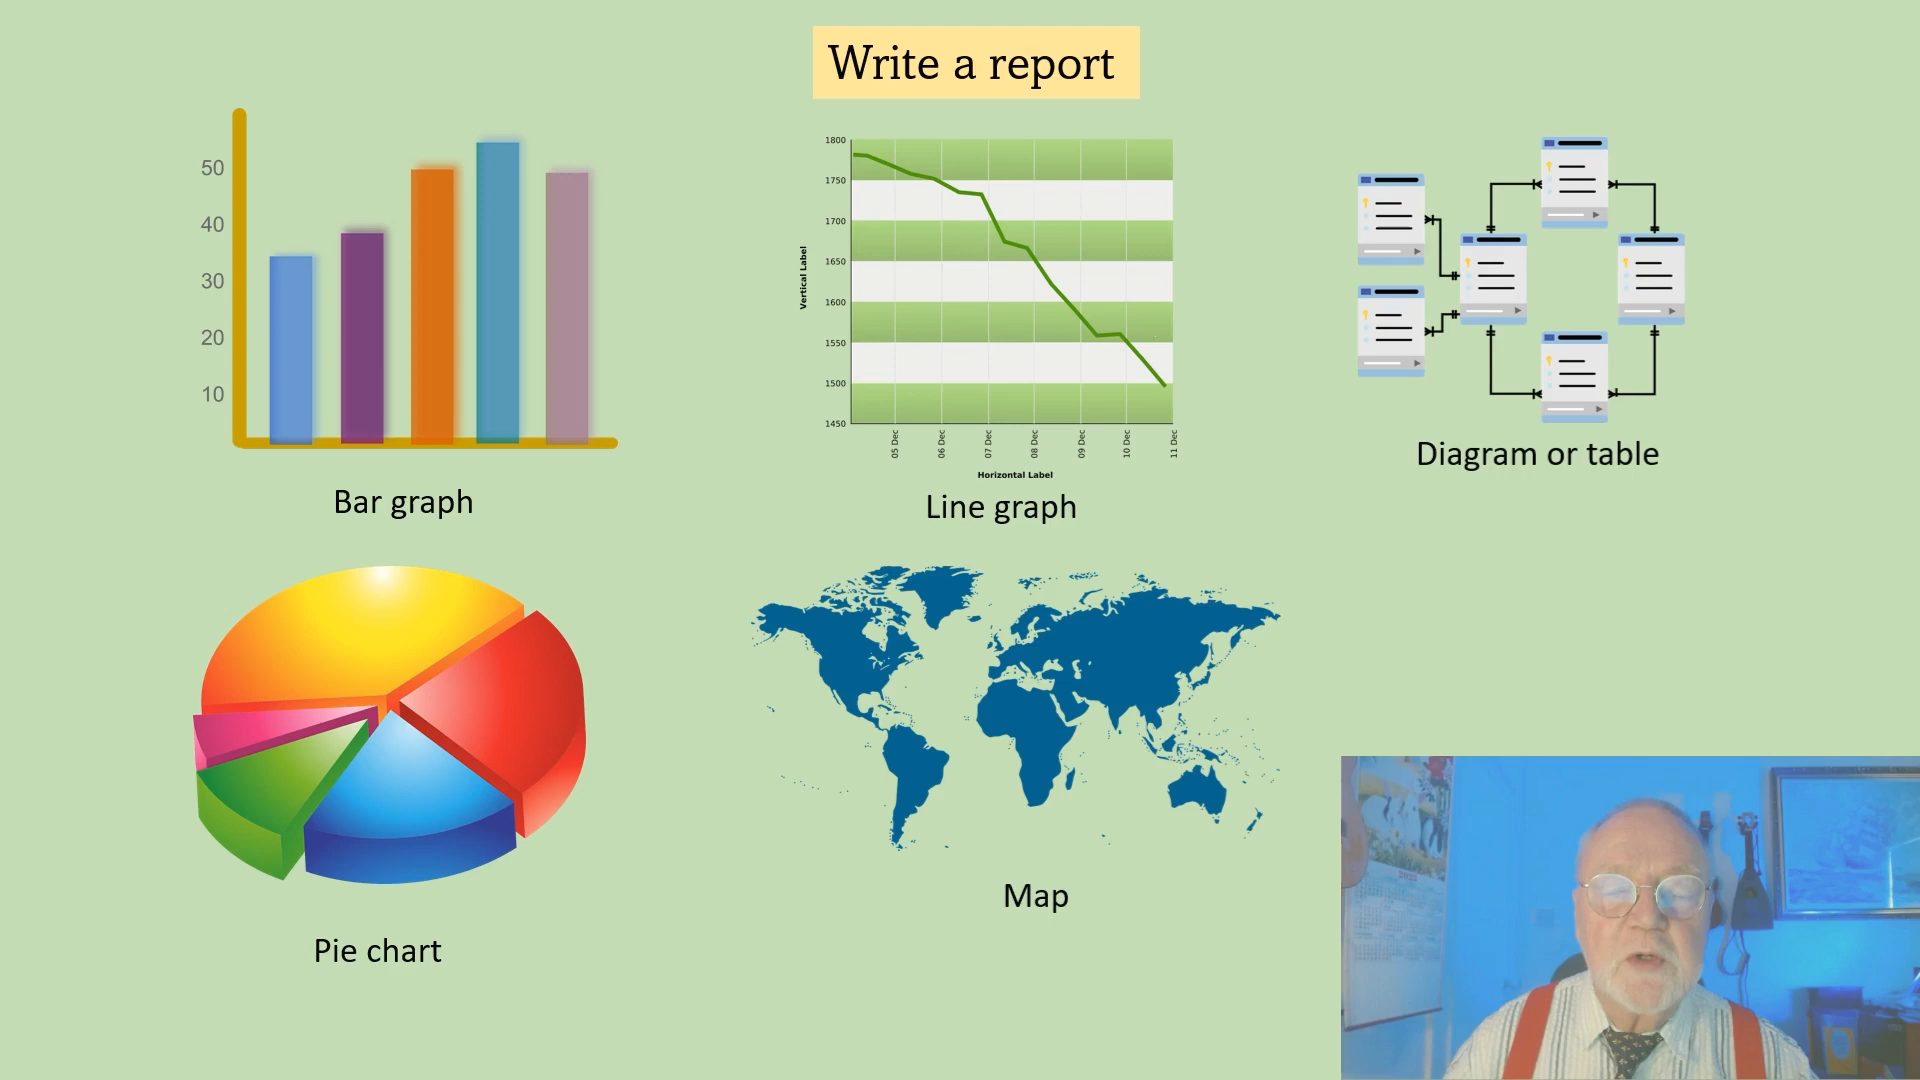 Write a report
50
40
30
20
10
Bar graph
1800
1750
1700
1650
1600
1550
1500
1450
Vertical Label
05 Dec
06 Dec
07 Dec
08 Dec
09 Dec
10 Dec
11 Dec
Horizontal Label
Line graph
Diagram or table
Pie chart
Map
2022